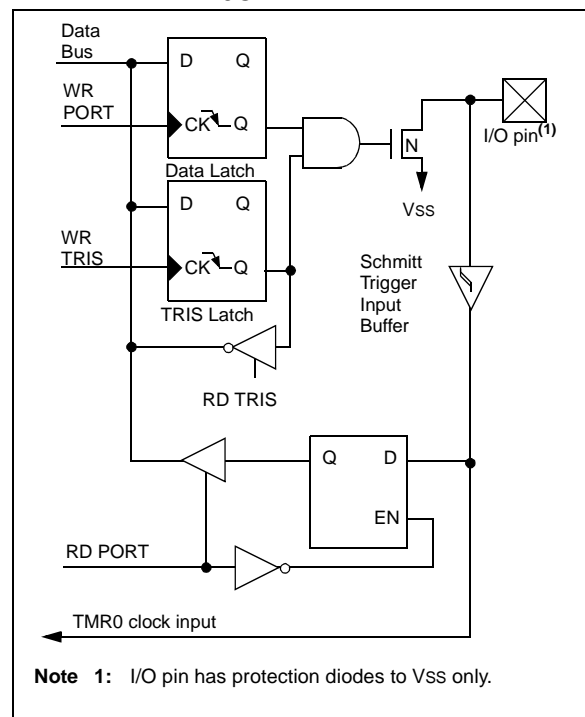 Data
Bus
D Q
WR
PORT
CK Q
N
I/O pin(1)
Data Latch
VSS
D Q
WR
TRIS
CK Q
Schmitt
Trigger
Input
Buffer
TRIS Latch
RD TRIS
Q D
EN
RD PORT
TMR0 clock input
Note 1: I/O pin has protection diodes to VSS only.